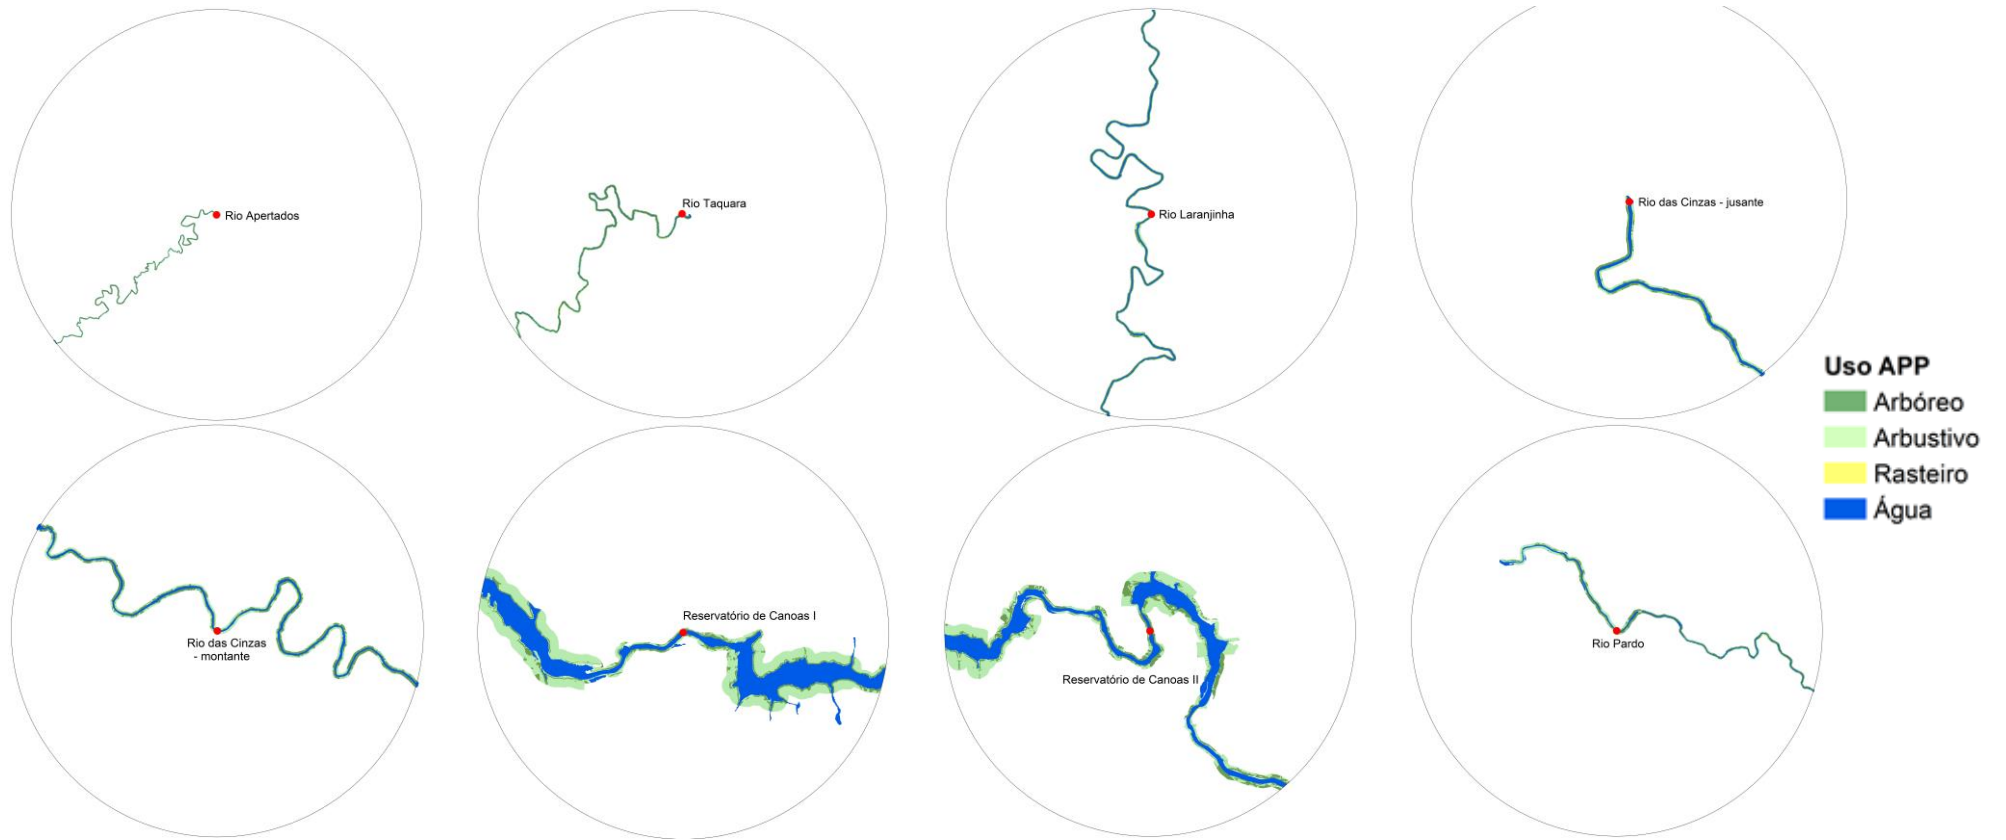 Rio Apertados
Rio Taquara
Rio Laranjinha
Rio das Cinzas - jusante
Uso APP
Arbóreo
Arbustivo
Rasteiro
Água
Rio das Cinzas
- montante
Reservatório de Canoas I
Reservatório de Canoas II
Rio Pardo